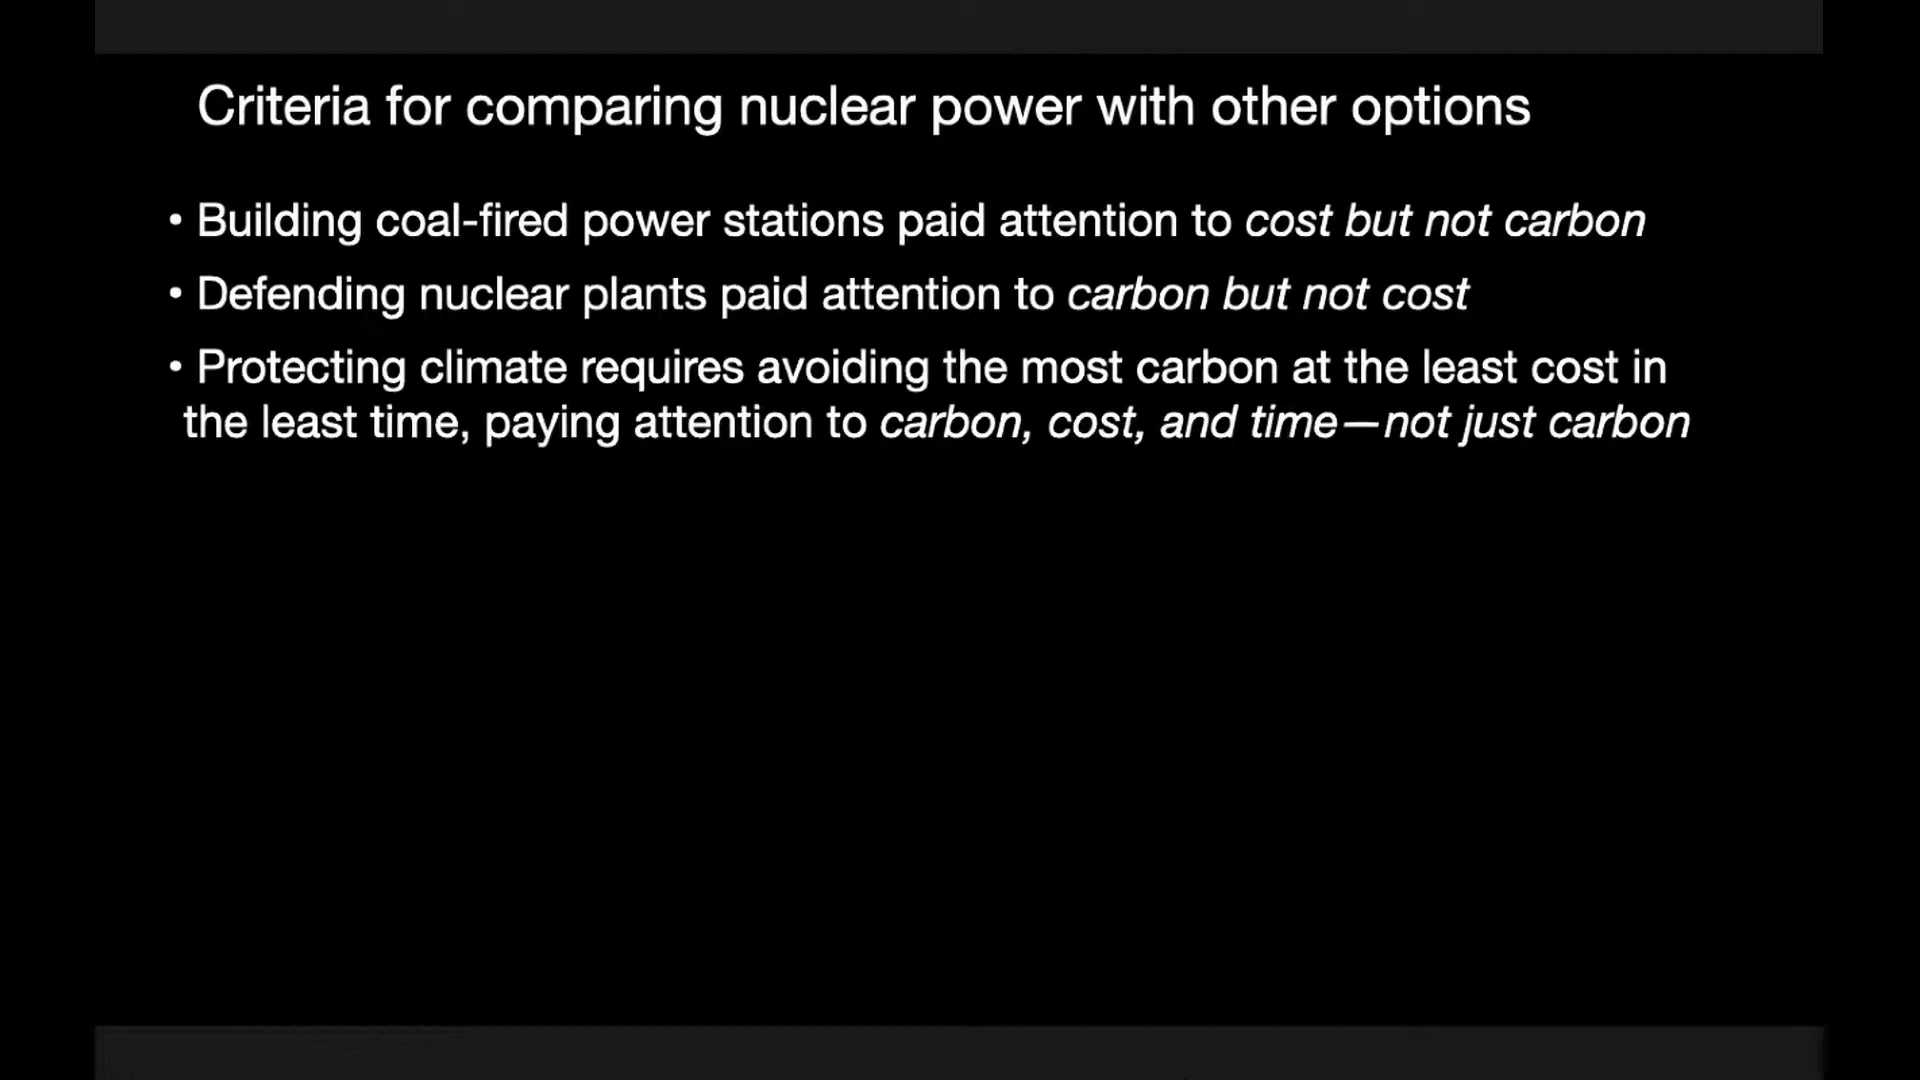 Criteria for comparing nuclear power with other options
• Building coal-fired power stations paid attention to cost but not carbon
• Defending nuclear plants paid attention to carbon but not cost
• Protecting climate requires avoiding the most carbon at the least cost in
the least time, paying attention to carbon, cost, and time—not just carbon